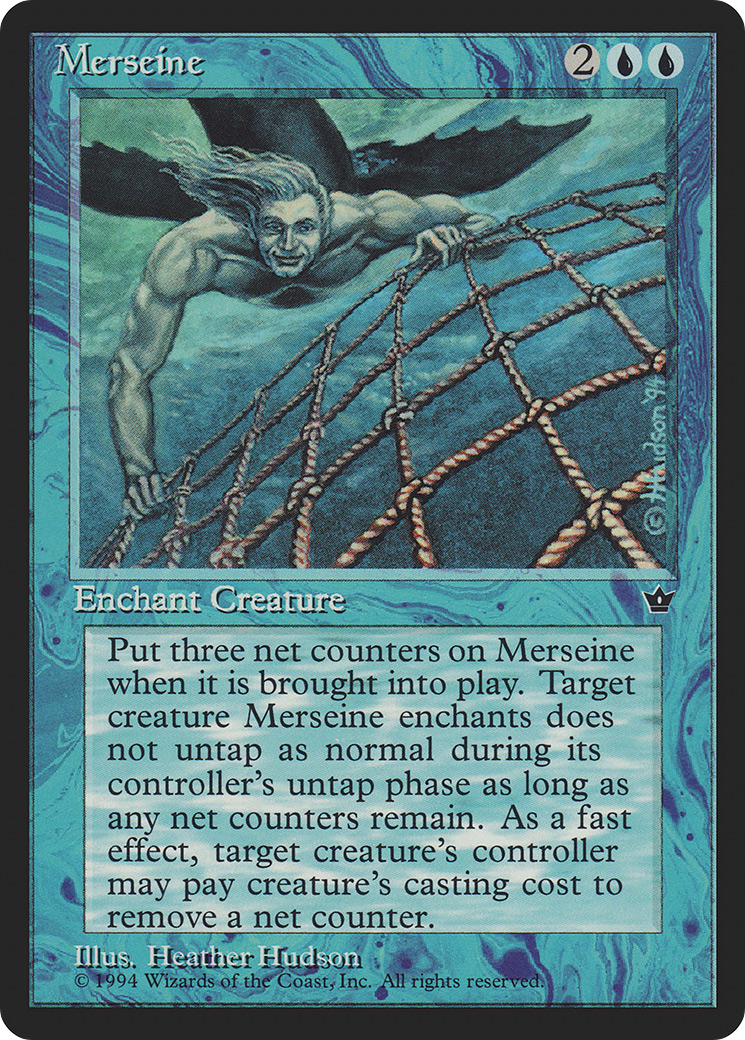 Merseine 2
© Hudson '94
Enchant Creature
Put three net counters on Merseine
when it is brought into play. Target
creature Merseine enchants does
not untap as normal during its
controller's untap phase as long as
any net counters remain. As a fast
effect, target creature's controller
may pay creature's casting cost to
remove a net counter.
Illus. Heather Hudson
© 1994 Wizards of the Coast, Inc. All rights reserved.